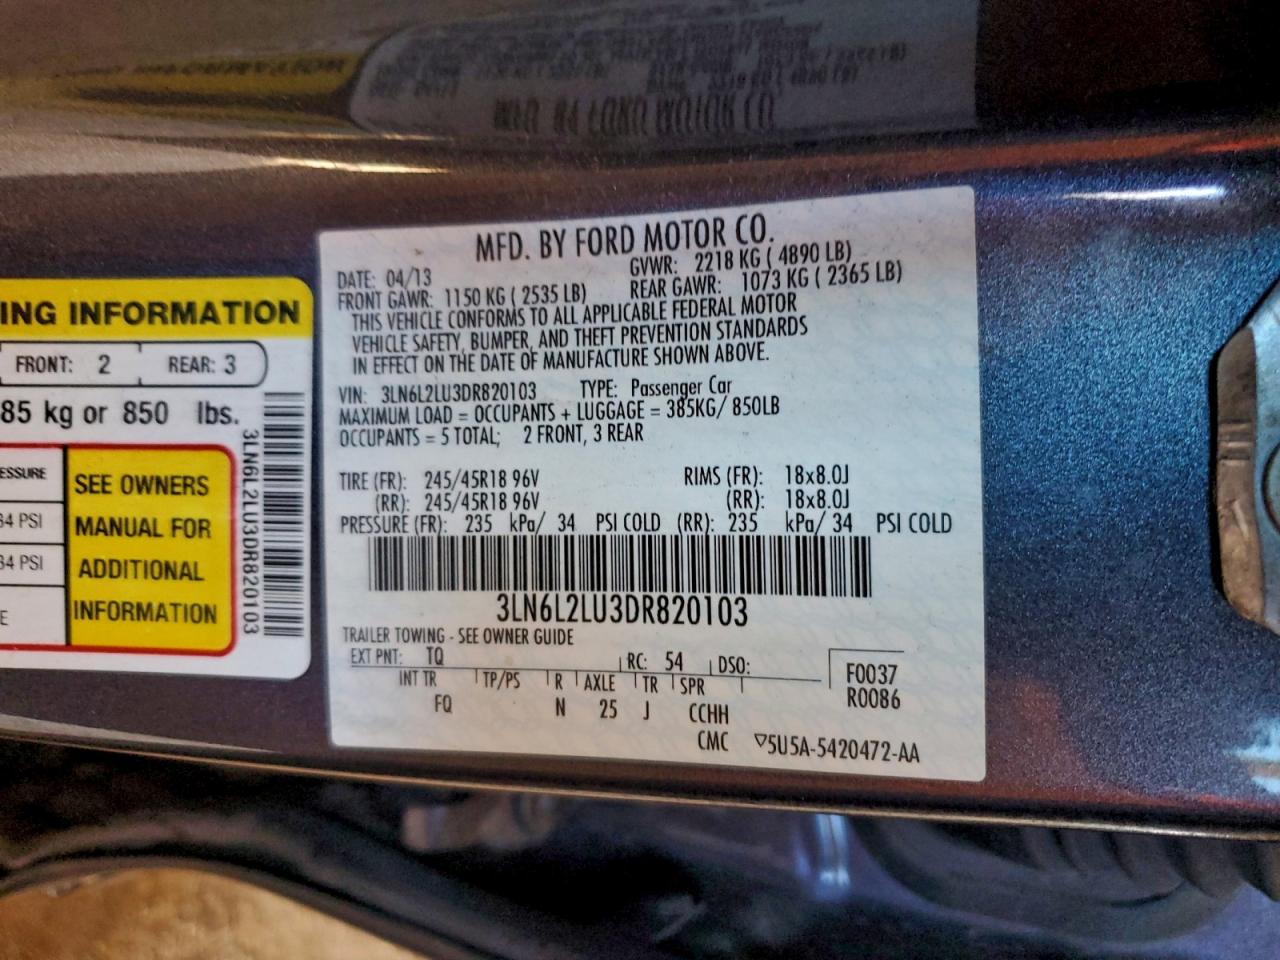 MFD. BY FORD MOTOR CO.
DATE: 04/13
GVWR: 2218 KG ( 4890 LB)
FRONT GAWR: 1150 KG ( 2535 LB)
REAR GAWR: 1073 KG ( 2365 LB)
THIS VEHICLE CONFORMS TO ALL APPLICABLE FEDERAL MOTOR
VEHICLE SAFETY, BUMPER, AND THEFT PREVENTION STANDARDS
IN EFFECT ON THE DATE OF MANUFACTURE SHOWN ABOVE.
VIN: 3LN6L2LU3DR820103 TYPE: Passenger Car
MAXIMUM LOAD = OCCUPANTS + LUGGAGE = 385KG/ 850LB
OCCUPANTS = 5 TOTAL; 2 FRONT, 3 REAR
TIRE (FR): 245/45R18 96V RIMS (FR): 18x8.0J
(RR): 245/45R18 96V (RR): 18x8.0J
PRESSURE (FR): 235 kPa/ 34 PSI COLD (RR): 235 kPa/ 34 PSI COLD
3LN6L2LU3DR820103
TRAILER TOWING - SEE OWNER GUIDE
EXT PNT: TQ RC: 54 DSO:
INT TR TP/PS R AXLE TR SPR
FQ N 25 J CCHH
CMC ▽5U5A-5420472-AA
F0037
R0086
ING INFORMATION
FRONT: 2 REAR: 3
85 kg or 850 lbs.
ESSURE
34 PSI
34 PSI
E
SEE OWNERS
MANUAL FOR
ADDITIONAL
INFORMATION
3LN6L2LU3DR820103